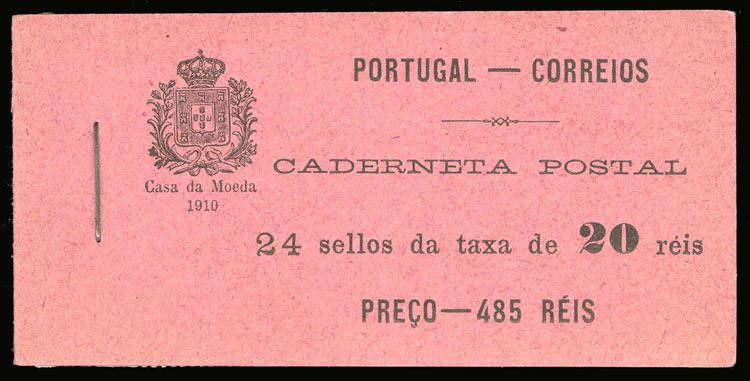 PORTUGAL — CORREIOS
CADERNETA POSTAL
Casa da Moeda
1910
24 sellos da taxa de 20 réis
PREÇO—485 RÉIS